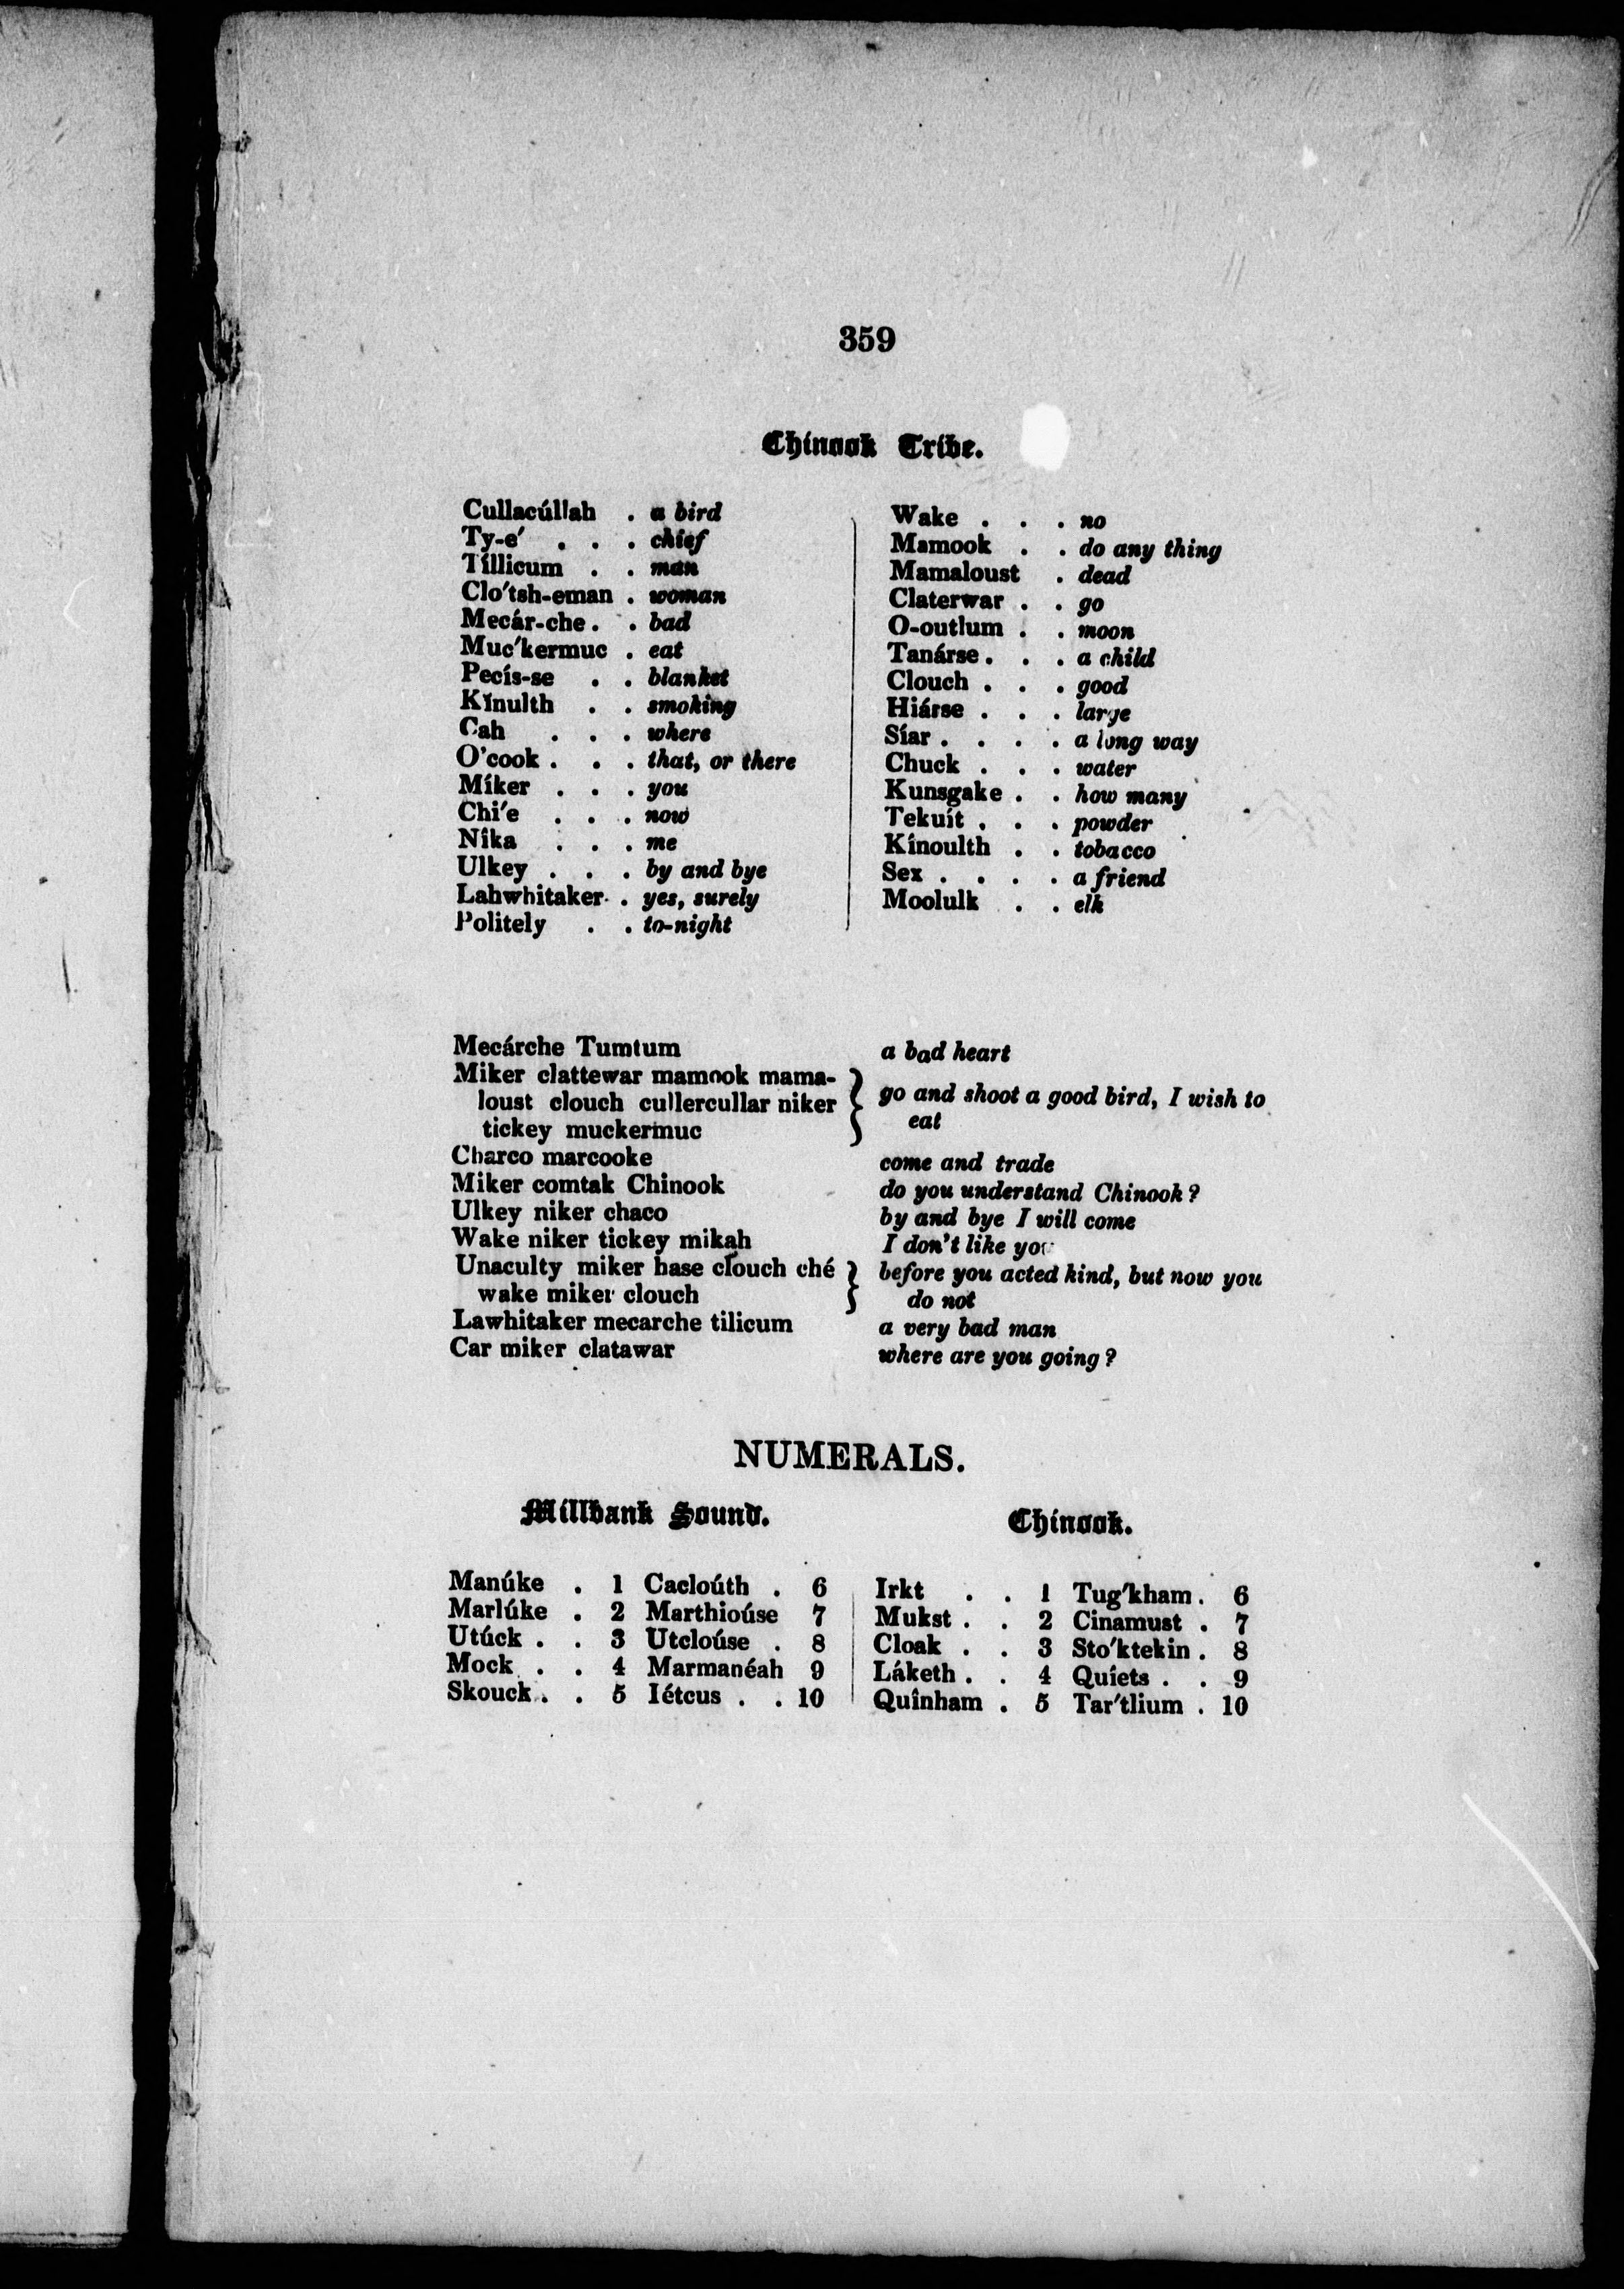 359
Chinook Tribe.
Cullacúllah . a bird
Ty-e' . . . chief
Tíllicum . . man
Clo'tsh-eman . woman
Mecár-che . . bad
Muc'kermuc . eat
Pecís-se . . blanket
Kĭnulth . . smoking
Cah . . . where
O'cook . . . that, or there
Míker . . . you
Chi'e . . . now
Nîka . . . me
Ulkey . . . by and bye
Lahwhitaker . yes, surely
Politely . . to-night
Wake . . . no
Mamook . . do any thing
Mamaloust . dead
Claterwar . . go
O-outlum . . moon
Tanárse . . . a child
Clouch . . . good
Hiárse . . . large
Síar . . . . a long way
Chuck . . . water
Kunsgake . . how many
Tekuít . . . powder
Kínoulth . . tobacco
Sex . . . . a friend
Moolulk . . elk
Mecárche Tumtum a bad heart
Miker clattewar mamook mama-
loust clouch cullercullar niker
tickey muckermuc
go and shoot a good bird, I wish to
eat
Charco marcooke come and trade
Miker comtak Chinook do you understand Chinook?
Ulkey niker chaco by and bye I will come
Wake niker tickey mikah I don't like you
Unaculty miker hase clouch ché
wake miker clouch
before you acted kind, but now you
do not
Lawhitaker mecarche tilicum a very bad man
Car miker clatawar where are you going?
NUMERALS.
Millbank Sound.
Manúke . 1 Cacloúth . 6
Marlúke . 2 Marthioúse 7
Utúck . . 3 Utcloúse . 8
Mock . . 4 Marmanéah 9
Skouck . . 5 Iétcus . . 10
Chinook.
Irkt . . 1 Tug'kham . 6
Mukst . . 2 Cinamust . 7
Cloak . . 3 Sto'ktekin . 8
Láketh . . 4 Quíets . . 9
Quînham . 5 Tar'tlium . 10